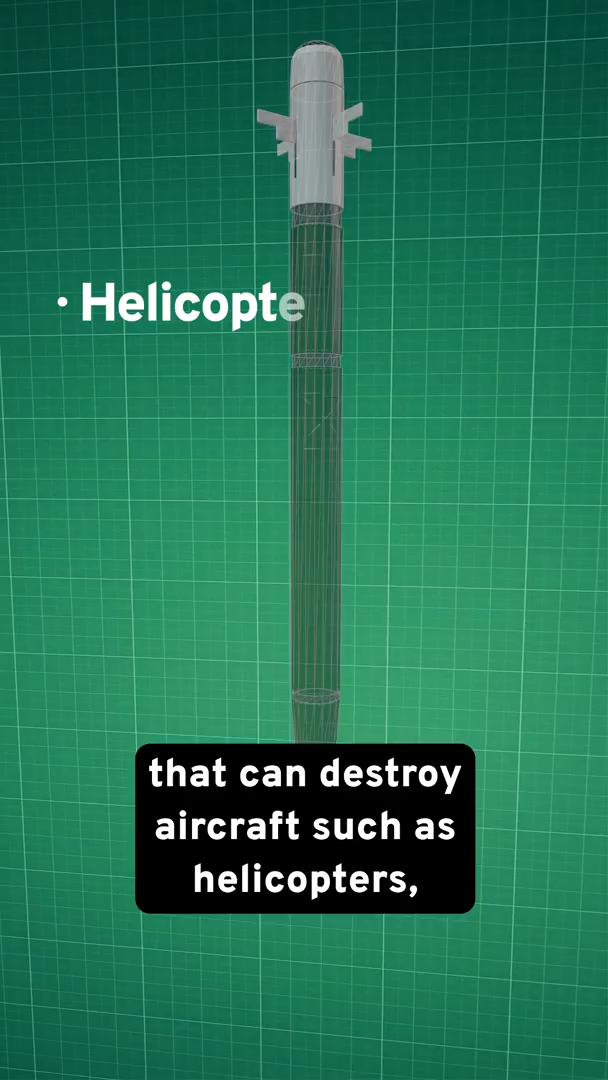 · Helicopte
that can destroy
aircraft such as
helicopters,